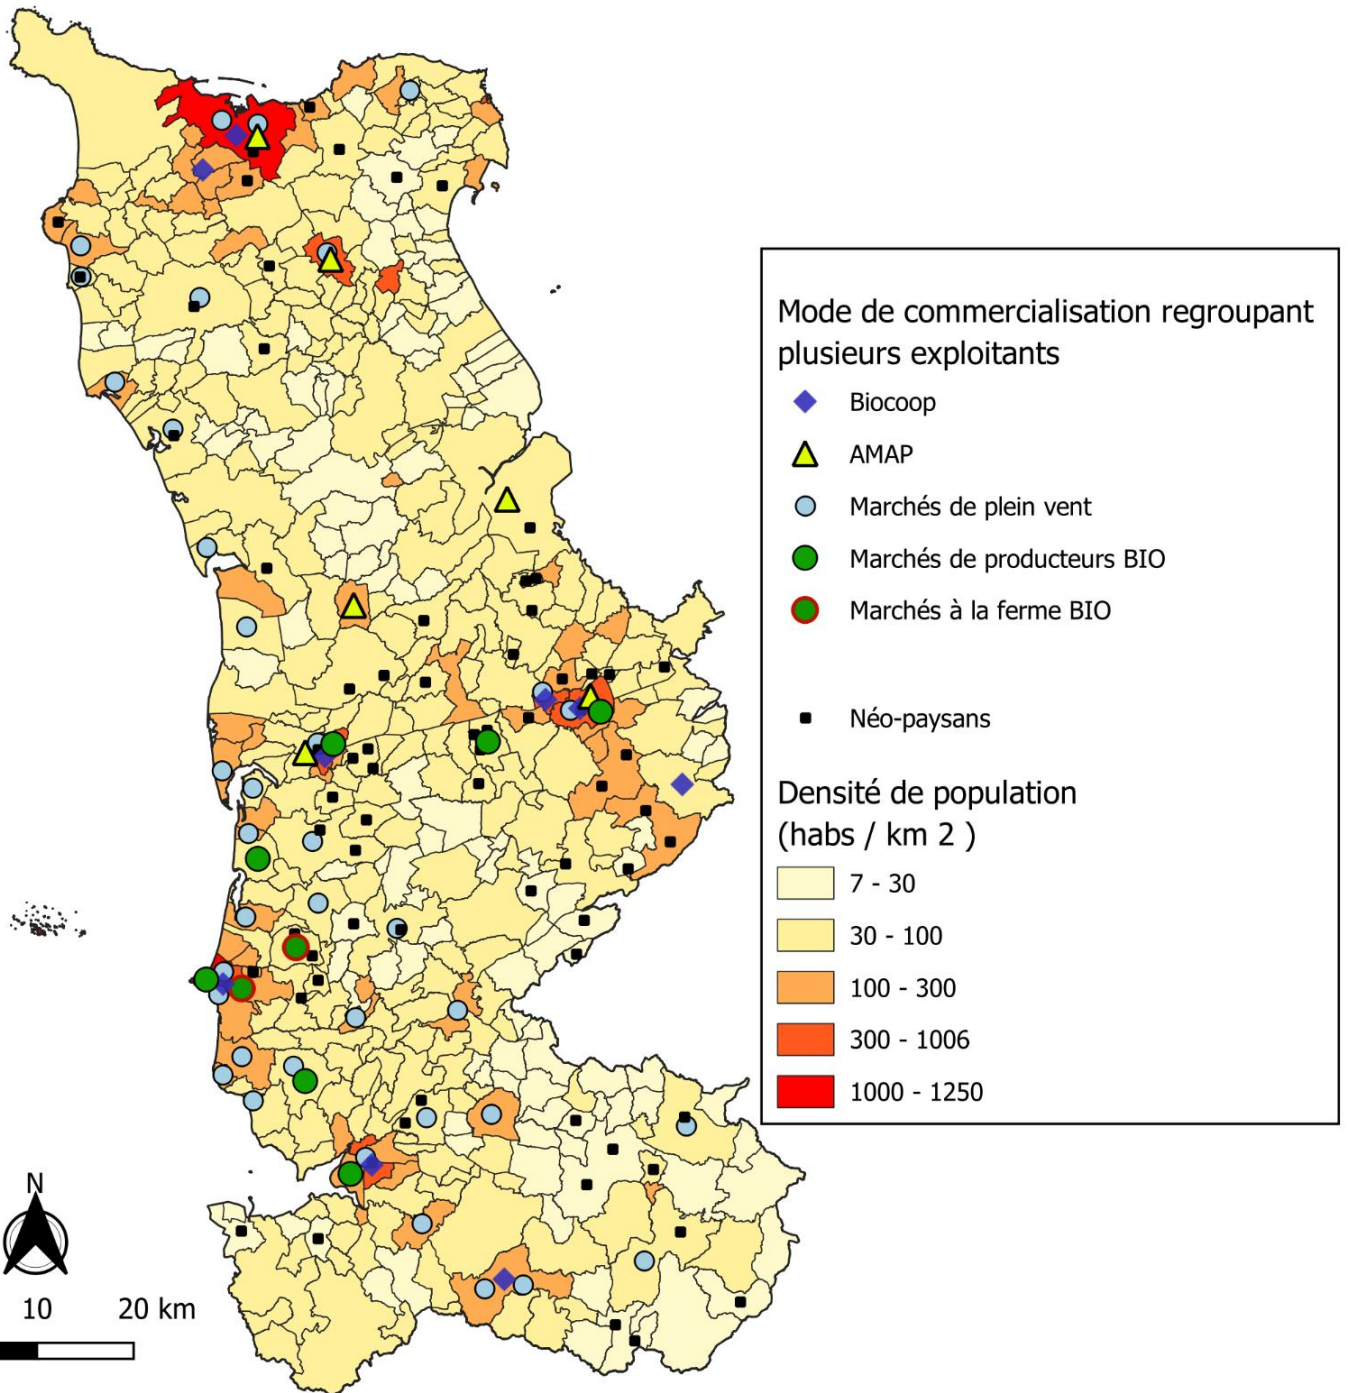 Mode de commercialisation regroupant
plusieurs exploitants
Biocoop
AMAP
Marchés de plein vent
Marchés de producteurs BIO
Marchés à la ferme BIO
Néo-paysans
Densité de population
(habs / km 2 )
7 - 30
30 - 100
100 - 300
300 - 1006
1000 - 1250
N
10 20 km